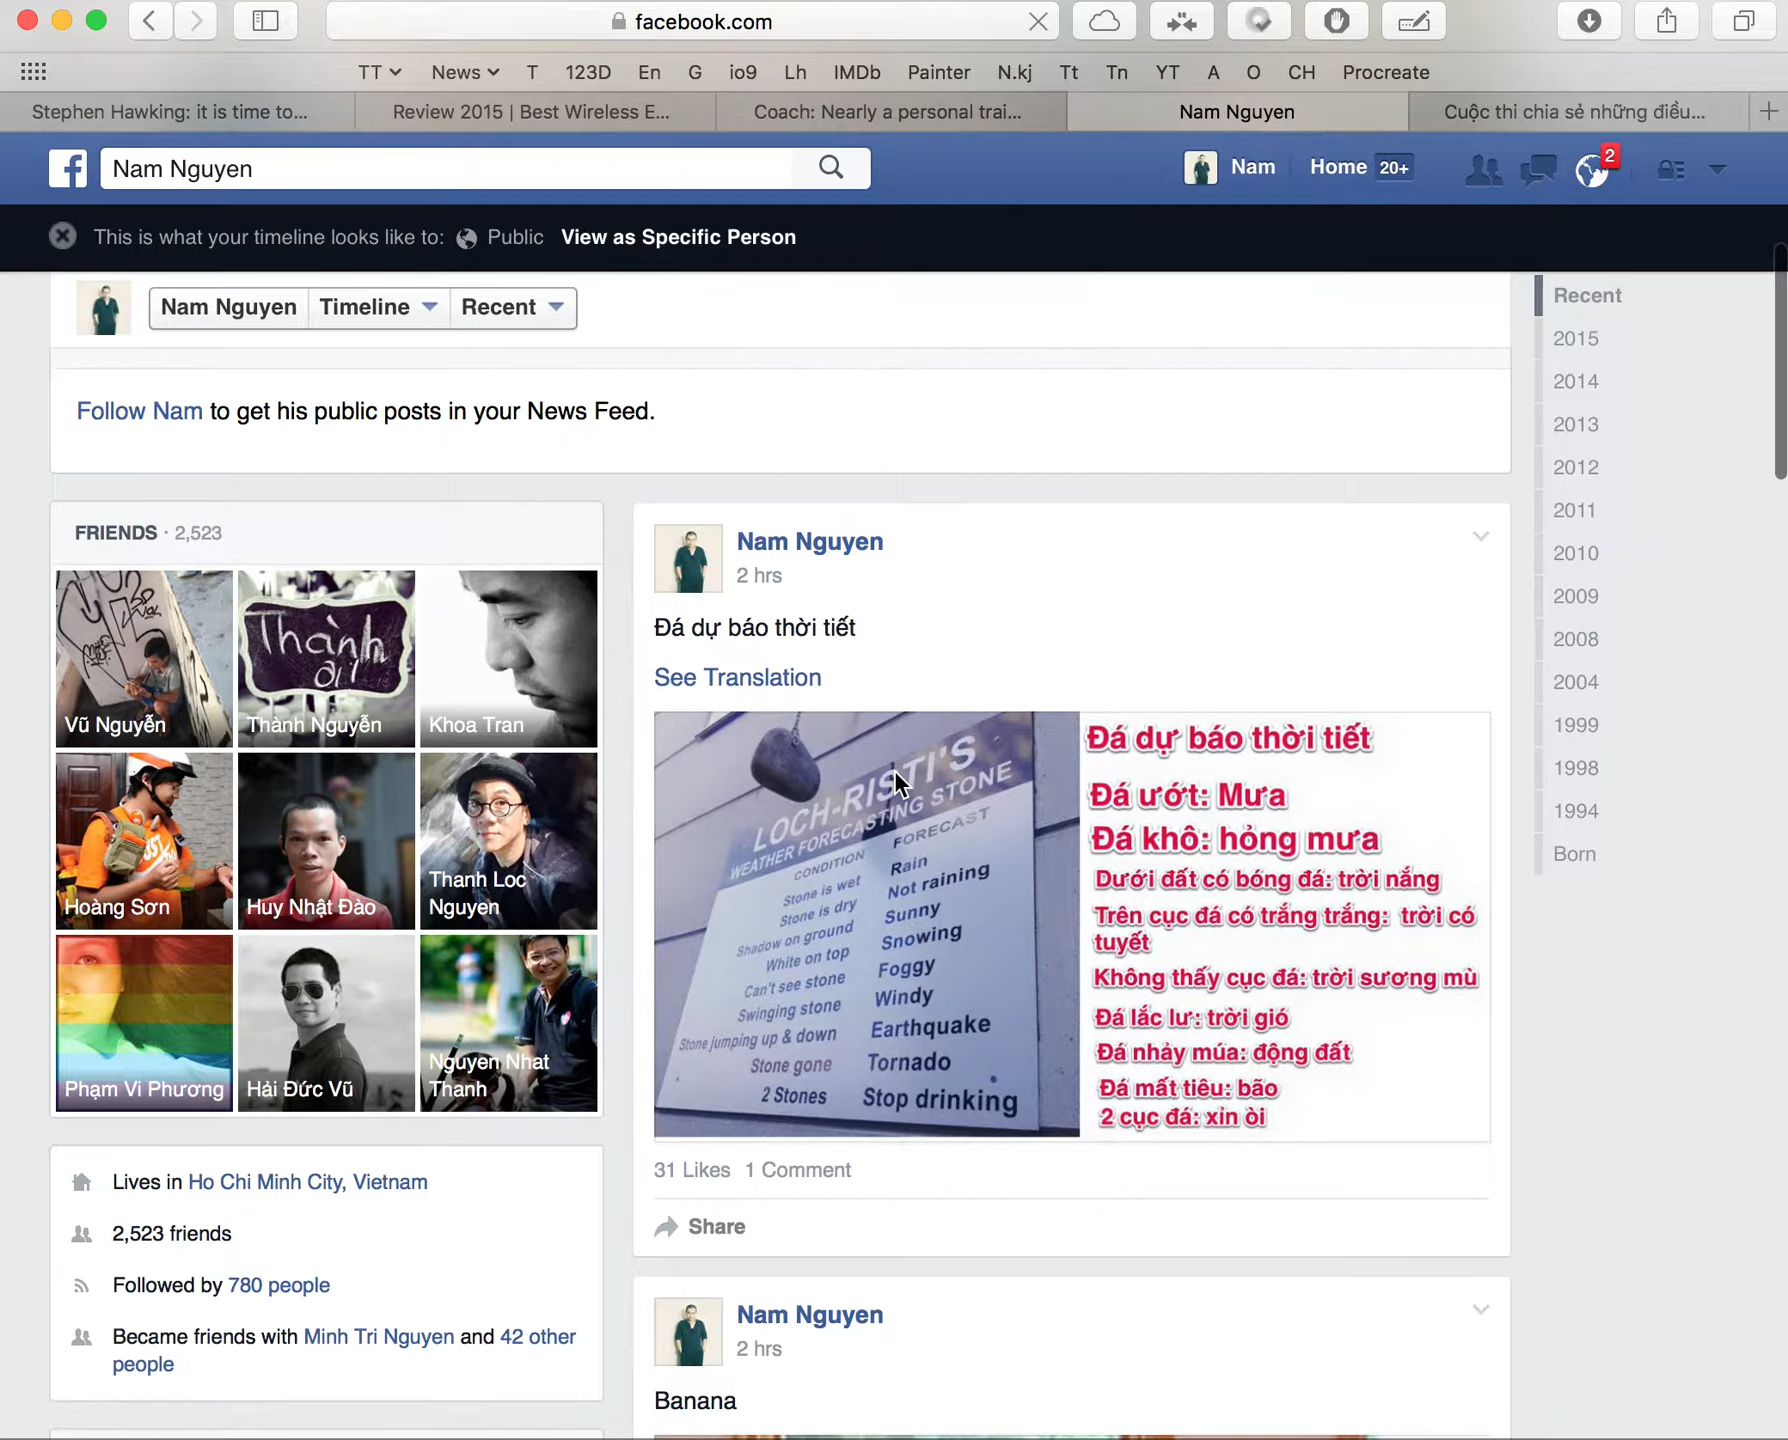 facebook.com
TT News T 123D En G io9 Lh IMDb Painter N.kj Tt Tn YT A O CH Procreate
Stephen Hawking: it is time to...
Review 2015 | Best Wireless E...
Coach: Nearly a personal trai...
Nam Nguyen
Cuộc thi chia sẻ những điều...
Nam Nguyen
Nam
Home 20+
2
This is what your timeline looks like to: Public View as Specific Person
Nam Nguyen Timeline Recent
Follow Nam to get his public posts in your News Feed.
Recent
2015
2014
2013
2012
2011
2010
2009
2008
2004
1999
1998
1994
Born
FRIENDS · 2,523
Thành
ơi!
Vũ Nguyễn
Thành Nguyễn
Khoa Tran
Hoàng Sơn
Huy Nhật Đào
Thanh Loc
Nguyen
Phạm Vi Phương
Hải Đức Vũ
Nguyen Nhat
Thanh
Lives in Ho Chi Minh City, Vietnam
2,523 friends
Followed by 780 people
Became friends with Minh Tri Nguyen and 42 other
people
Nam Nguyen
2 hrs
Đá dự báo thời tiết
See Translation
LOCH-RISTI'S
WEATHER FORECASTING STONE
CONDITION FORECAST
Stone is wet Rain
Stone is dry Not raining
Shadow on ground Sunny
White on top Snowing
Can't see stone Foggy
Swinging stone Windy
Stone jumping up & down Earthquake
Stone gone Tornado
2 Stones Stop drinking
Đá dự báo thời tiết
Đá ướt: Mưa
Đá khô: hỏng mưa
Dưới đất có bóng đá: trời nắng
Trên cục đá có trắng trắng: trời có
tuyết
Không thấy cục đá: trời sương mù
Đá lắc lư: trời gió
Đá nhảy múa: động đất
Đá mất tiêu: bão
2 cục đá: xỉn òi
31 Likes 1 Comment
Share
Nam Nguyen
2 hrs
Banana